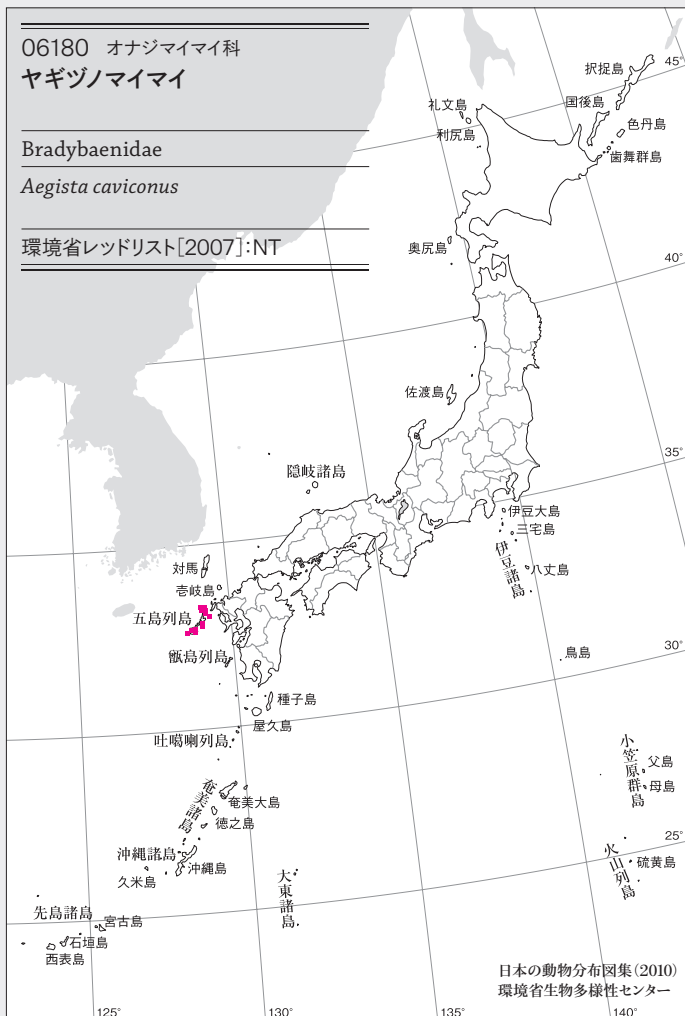 06180 オナジマイマイ科
ヤギヅノマイマイ
Bradybaenidae
Aegista caviconus
環境省レッドリスト[2007]:NT
択捉島
45°
国後島
礼文島
色丹島
利尻島
歯舞群島
奥尻島
40°
佐渡島
35°
隠岐諸島
伊豆大島
三宅島
伊豆諸島
八丈島
対馬
壱岐島
五島列島
甑島列島
鳥島
30°
種子島
屋久島
吐噶喇列島
小笠原群島
父島
母島
奄美諸島
奄美大島
徳之島
25°
沖縄諸島
沖縄島
久米島
火山列島
硫黄島
大東諸島
先島諸島
宮古島
石垣島
西表島
日本の動物分布図集(2010)
環境省生物多様性センター
125°
130°
135°
140°